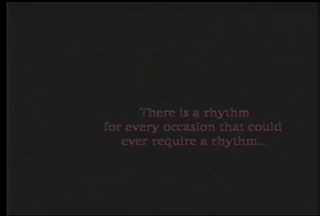 There is a rhythm
for every occasion that could
ever require a rhythm...